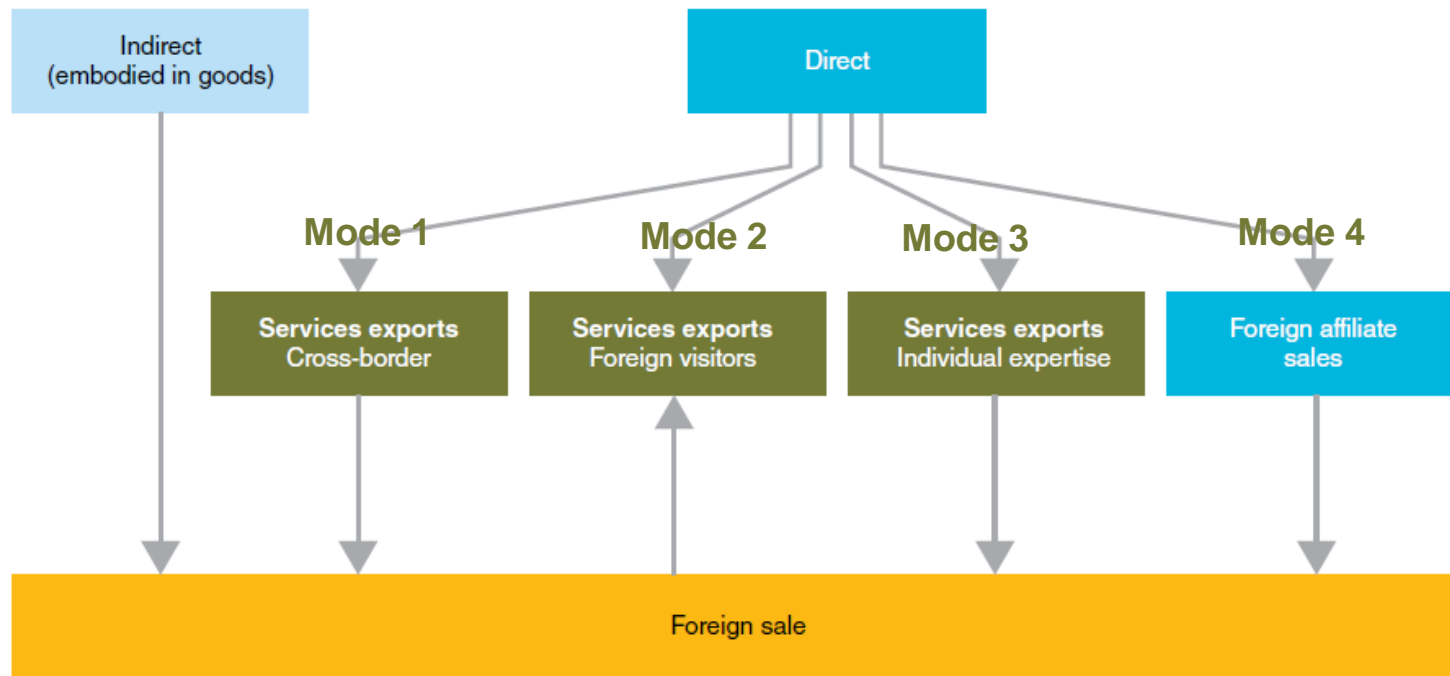 Indirect
(embodied in goods)
Direct
Mode 1
Mode 2
Mode 3
Mode 4
Services exports
Cross-border
Services exports
Foreign visitors
Services exports
Individual expertise
Foreign affiliate
sales
Foreign sale